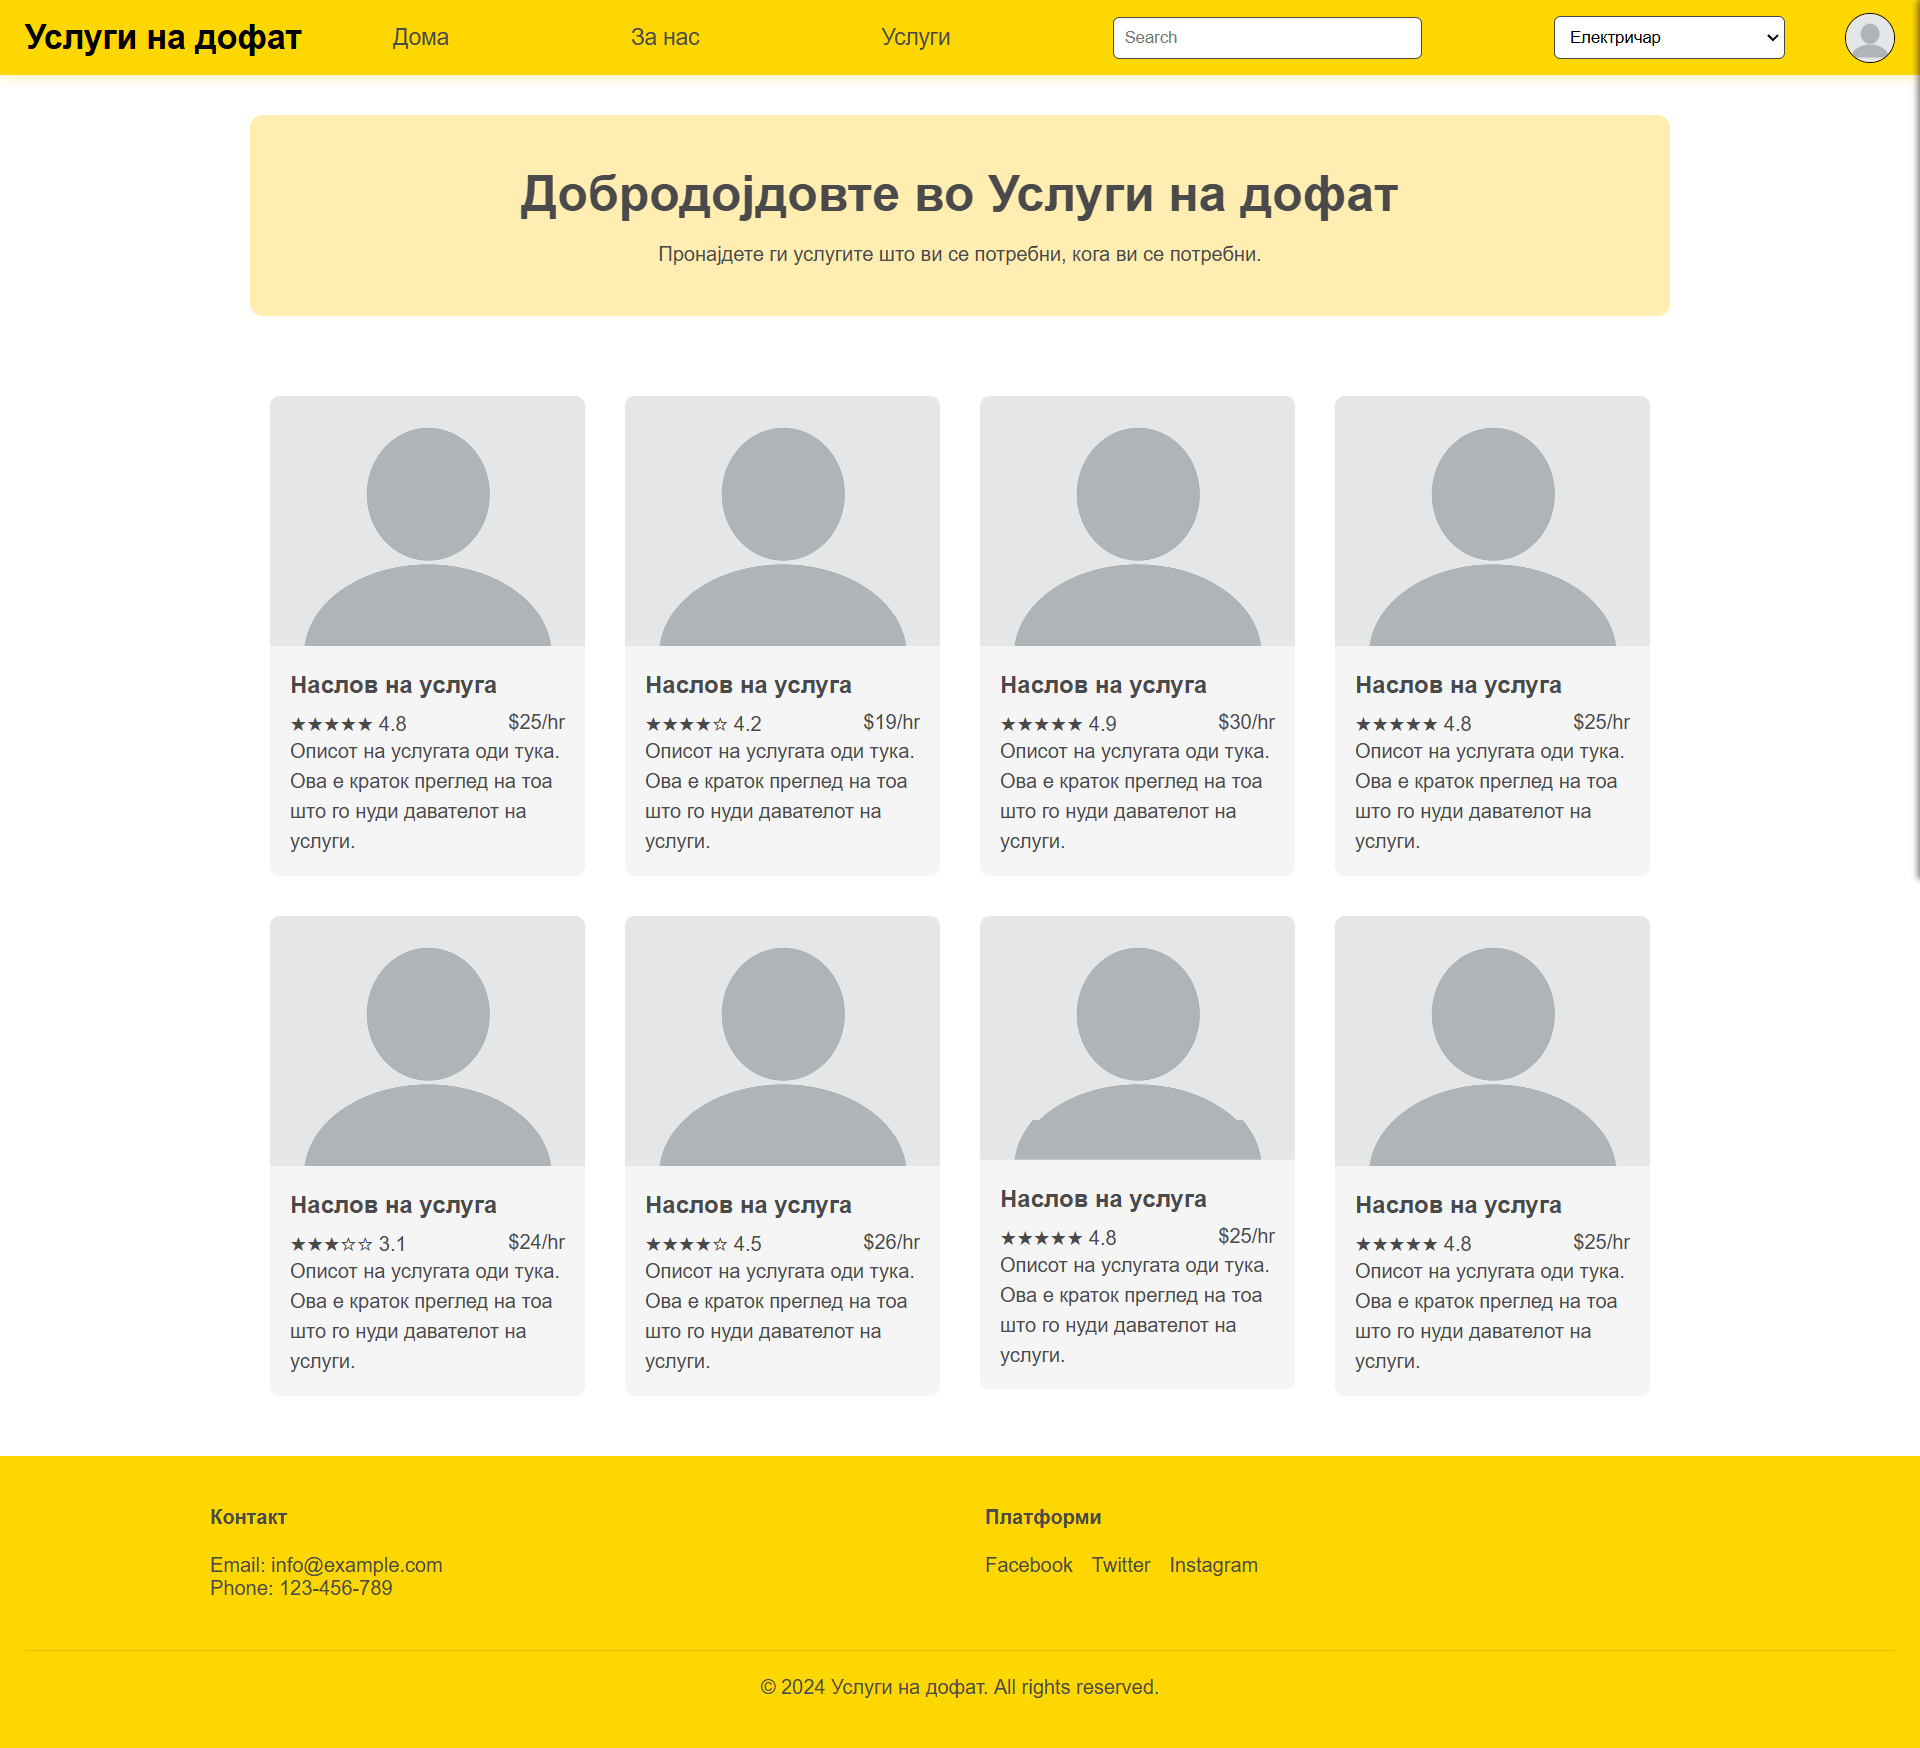 Услуги на дофат
Дома
За нас
Услуги
Search
Електричар
Добродојдовте во Услуги на дофат
Пронајдете ги услугите што ви се потребни, кога ви се потребни.
Наслов на услуга
★★★★★ 4.8 $25/hr
Описот на услугата оди тука.
Ова е краток преглед на тоа
што го нуди давателот на
услуги.
Наслов на услуга
★★★★☆ 4.2 $19/hr
Описот на услугата оди тука.
Ова е краток преглед на тоа
што го нуди давателот на
услуги.
Наслов на услуга
★★★★★ 4.9 $30/hr
Описот на услугата оди тука.
Ова е краток преглед на тоа
што го нуди давателот на
услуги.
Наслов на услуга
★★★★★ 4.8 $25/hr
Описот на услугата оди тука.
Ова е краток преглед на тоа
што го нуди давателот на
услуги.
Наслов на услуга
★★★☆☆ 3.1 $24/hr
Описот на услугата оди тука.
Ова е краток преглед на тоа
што го нуди давателот на
услуги.
Наслов на услуга
★★★★☆ 4.5 $26/hr
Описот на услугата оди тука.
Ова е краток преглед на тоа
што го нуди давателот на
услуги.
Наслов на услуга
★★★★★ 4.8 $25/hr
Описот на услугата оди тука.
Ова е краток преглед на тоа
што го нуди давателот на
услуги.
Наслов на услуга
★★★★★ 4.8 $25/hr
Описот на услугата оди тука.
Ова е краток преглед на тоа
што го нуди давателот на
услуги.
Контакт
Email: info@example.com
Phone: 123-456-789
Платформи
Facebook Twitter Instagram
© 2024 Услуги на дофат. All rights reserved.